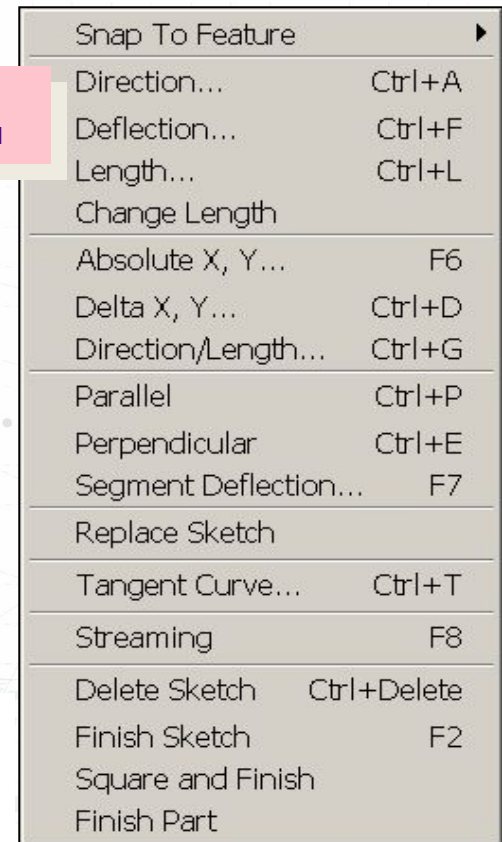 Snap To Feature
Direction... Ctrl+A
Deflection... Ctrl+F
Length... Ctrl+L
Change Length
Absolute X, Y... F6
Delta X, Y... Ctrl+D
Direction/Length... Ctrl+G
Parallel Ctrl+P
Perpendicular Ctrl+E
Segment Deflection... F7
Replace Sketch
Tangent Curve... Ctrl+T
Streaming F8
Delete Sketch Ctrl+Delete
Finish Sketch F2
Square and Finish
Finish Part